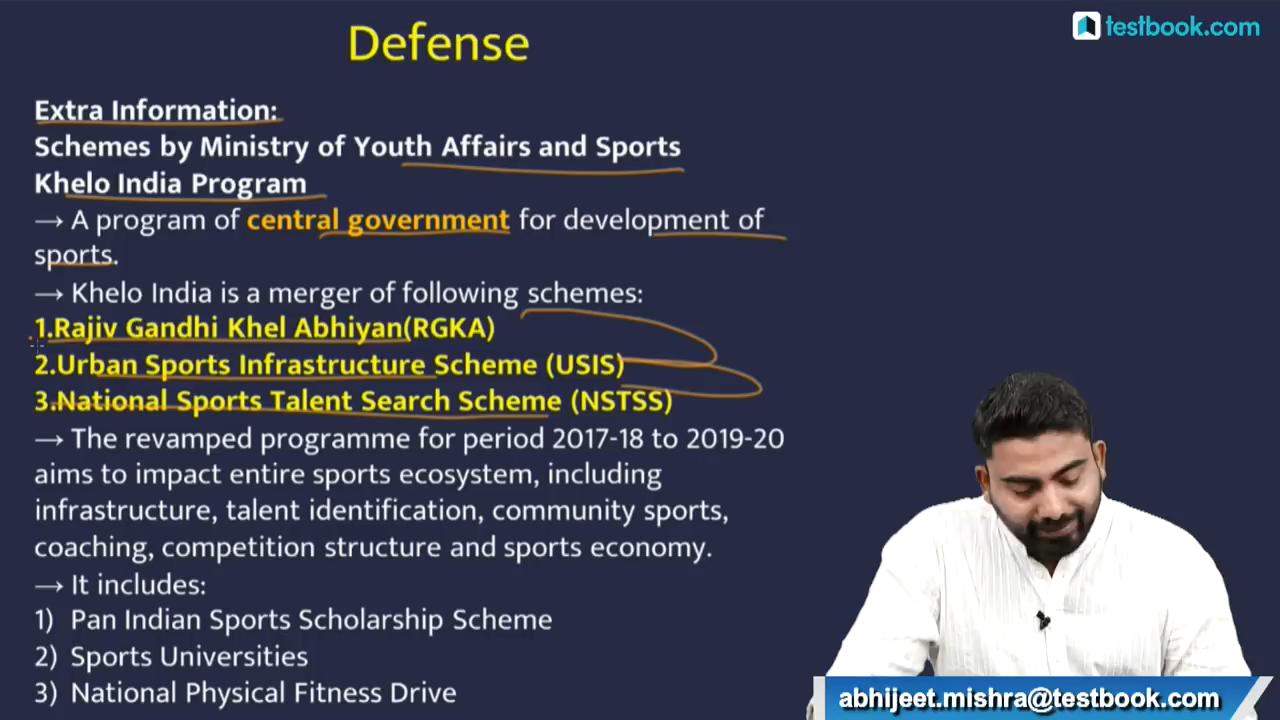 Defense
testbook.com
Extra Information:
Schemes by Ministry of Youth Affairs and Sports
Khelo India Program
→ A program of central government for development of
sports.
→ Khelo India is a merger of following schemes:
1.Rajiv Gandhi Khel Abhiyan(RGKA)
2.Urban Sports Infrastructure Scheme (USIS)
3.National Sports Talent Search Scheme (NSTSS)
→ The revamped programme for period 2017-18 to 2019-20
aims to impact entire sports ecosystem, including
infrastructure, talent identification, community sports,
coaching, competition structure and sports economy.
→ It includes:
1) Pan Indian Sports Scholarship Scheme
2) Sports Universities
3) National Physical Fitness Drive
abhijeet.mishra@testbook.com